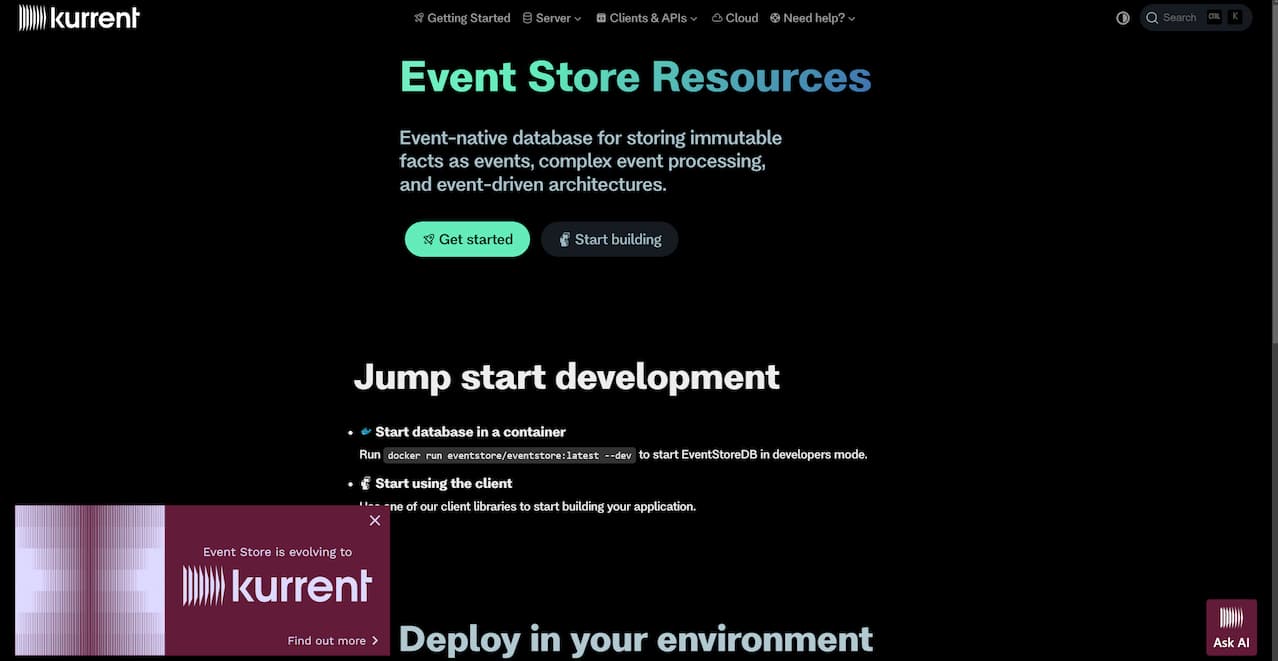 kurrent
Getting Started
Server
Clients & APIs
Cloud
Need help?
Search
CTRL
K
Event Store Resources
Event-native database for storing immutable
facts as events, complex event processing,
and event-driven architectures.
Get started
Start building
Jump start development
Start database in a container
Run docker run eventstore/eventstore:latest --dev to start EventStoreDB in developers mode.
Start using the client
of our client libraries to start building your application.
Event Store is evolving to
kurrent
Find out more
Deploy in your environment
Ask AI